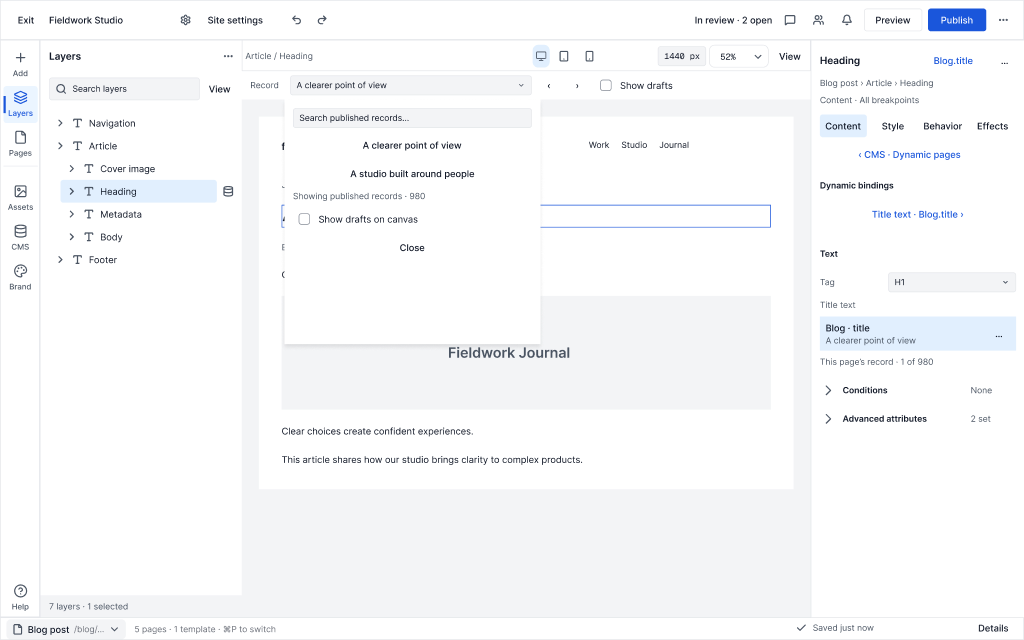 Exit Fieldwork Studio Site settings In review · 2 open Preview Publish ...
Add
Layers
Pages
Assets
CMS
Brand
Help
Layers ...
Search layers View
Navigation
Article
Cover image
Heading
Metadata
Body
Footer
7 layers · 1 selected
Article / Heading 1440 px 52% View
Record A clearer point of view ‹ › Show drafts
Search published records...
A clearer point of view
A studio built around people
Showing published records · 980
Show drafts on canvas
Close
Work Studio Journal
Fieldwork Journal
Clear choices create confident experiences.
This article shares how our studio brings clarity to complex products.
Heading Blog.title ...
Blog post › Article › Heading
Content · All breakpoints
Content Style Behavior Effects
‹ CMS · Dynamic pages
Dynamic bindings
Title text · Blog.title ›
Text
Tag H1
Title text
Blog · title
A clearer point of view ...
This page's record · 1 of 980
Conditions None
Advanced attributes 2 set
Blog post /blog/... 5 pages · 1 template · ⌘P to switch Saved just now Details